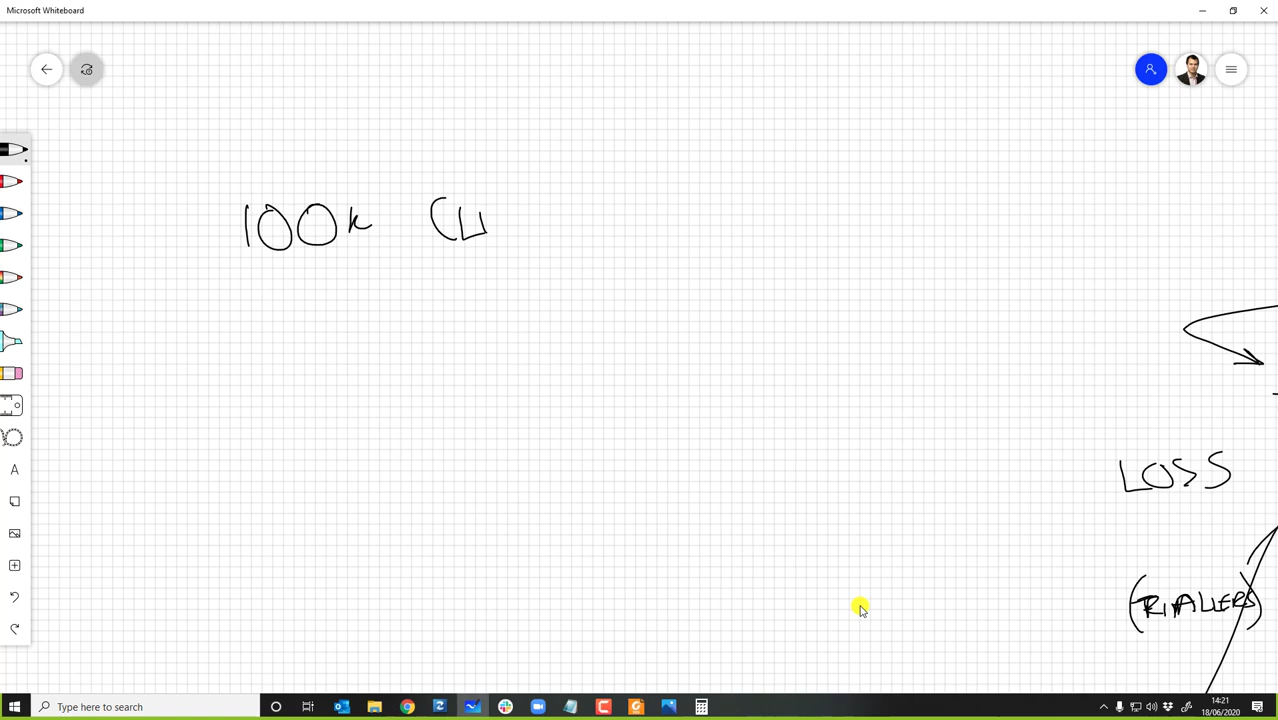 Microsoft Whiteboard
100k
LOSS
A
Type here to search
14:21
18/06/2020